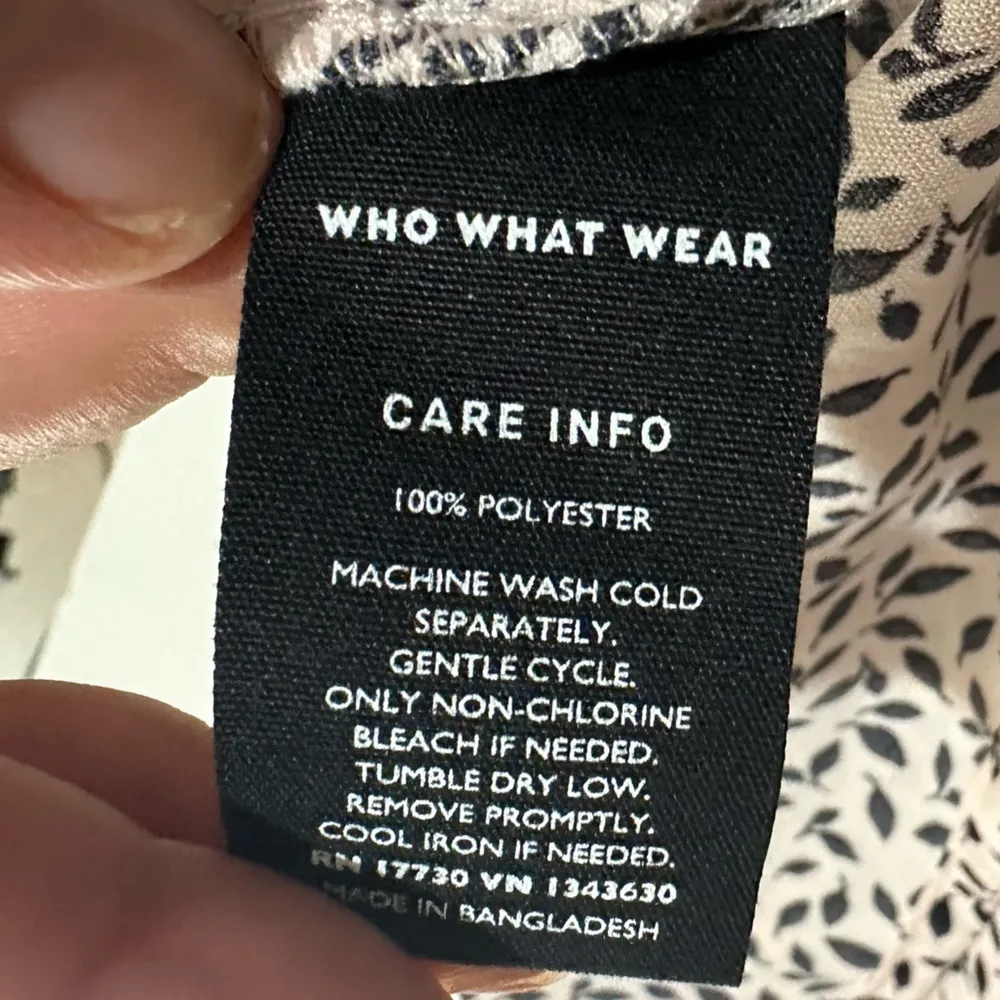 WHO WHAT WEAR
CARE INFO
100% POLYESTER
MACHINE WASH COLD
SEPARATELY.
GENTLE CYCLE.
ONLY NON-CHLORINE
BLEACH IF NEEDED.
TUMBLE DRY LOW.
REMOVE PROMPTLY.
COOL IRON IF NEEDED.
RN 17730 VN 1343630
MADE IN BANGLADESH